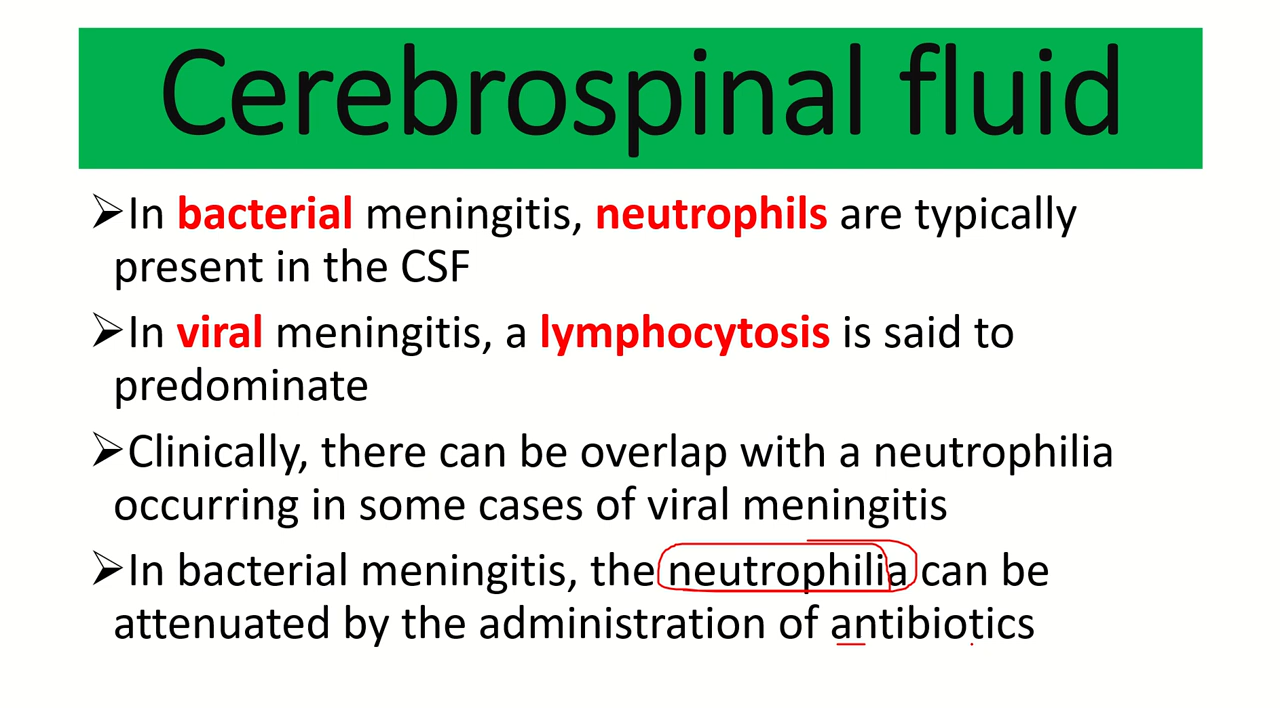 Cerebrospinal fluid
➢In bacterial meningitis, neutrophils are typically
present in the CSF
➢In viral meningitis, a lymphocytosis is said to
predominate
➢Clinically, there can be overlap with a neutrophilia
occurring in some cases of viral meningitis
➢In bacterial meningitis, the neutrophilia can be
attenuated by the administration of antibiotics